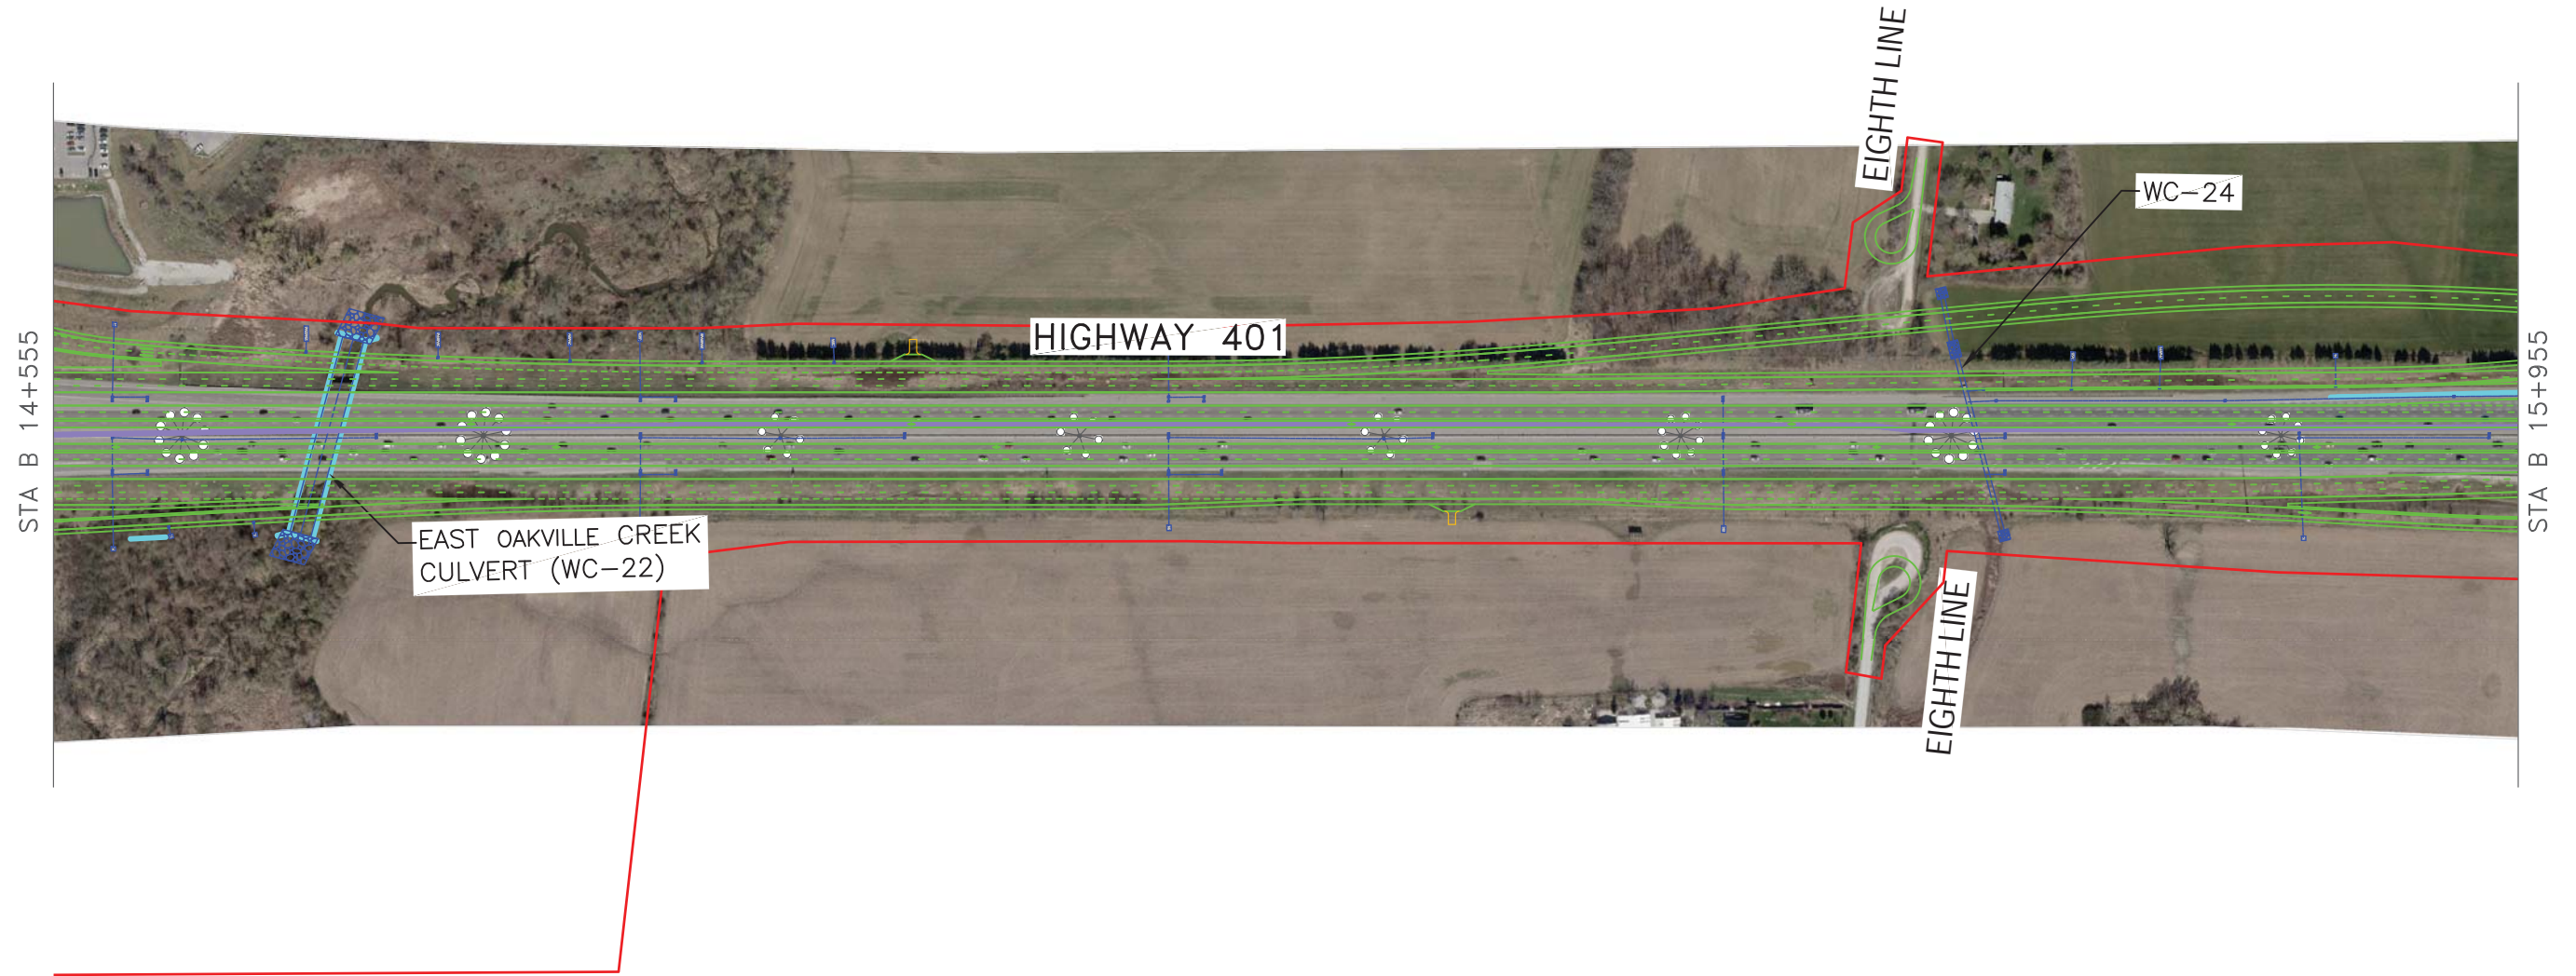 EIGHTH LINE
WC-24
HIGHWAY 401
STA B 14+555
STA B 15+955
EAST OAKVILLE CREEK
CULVERT (WC-22)
EIGHTH LINE